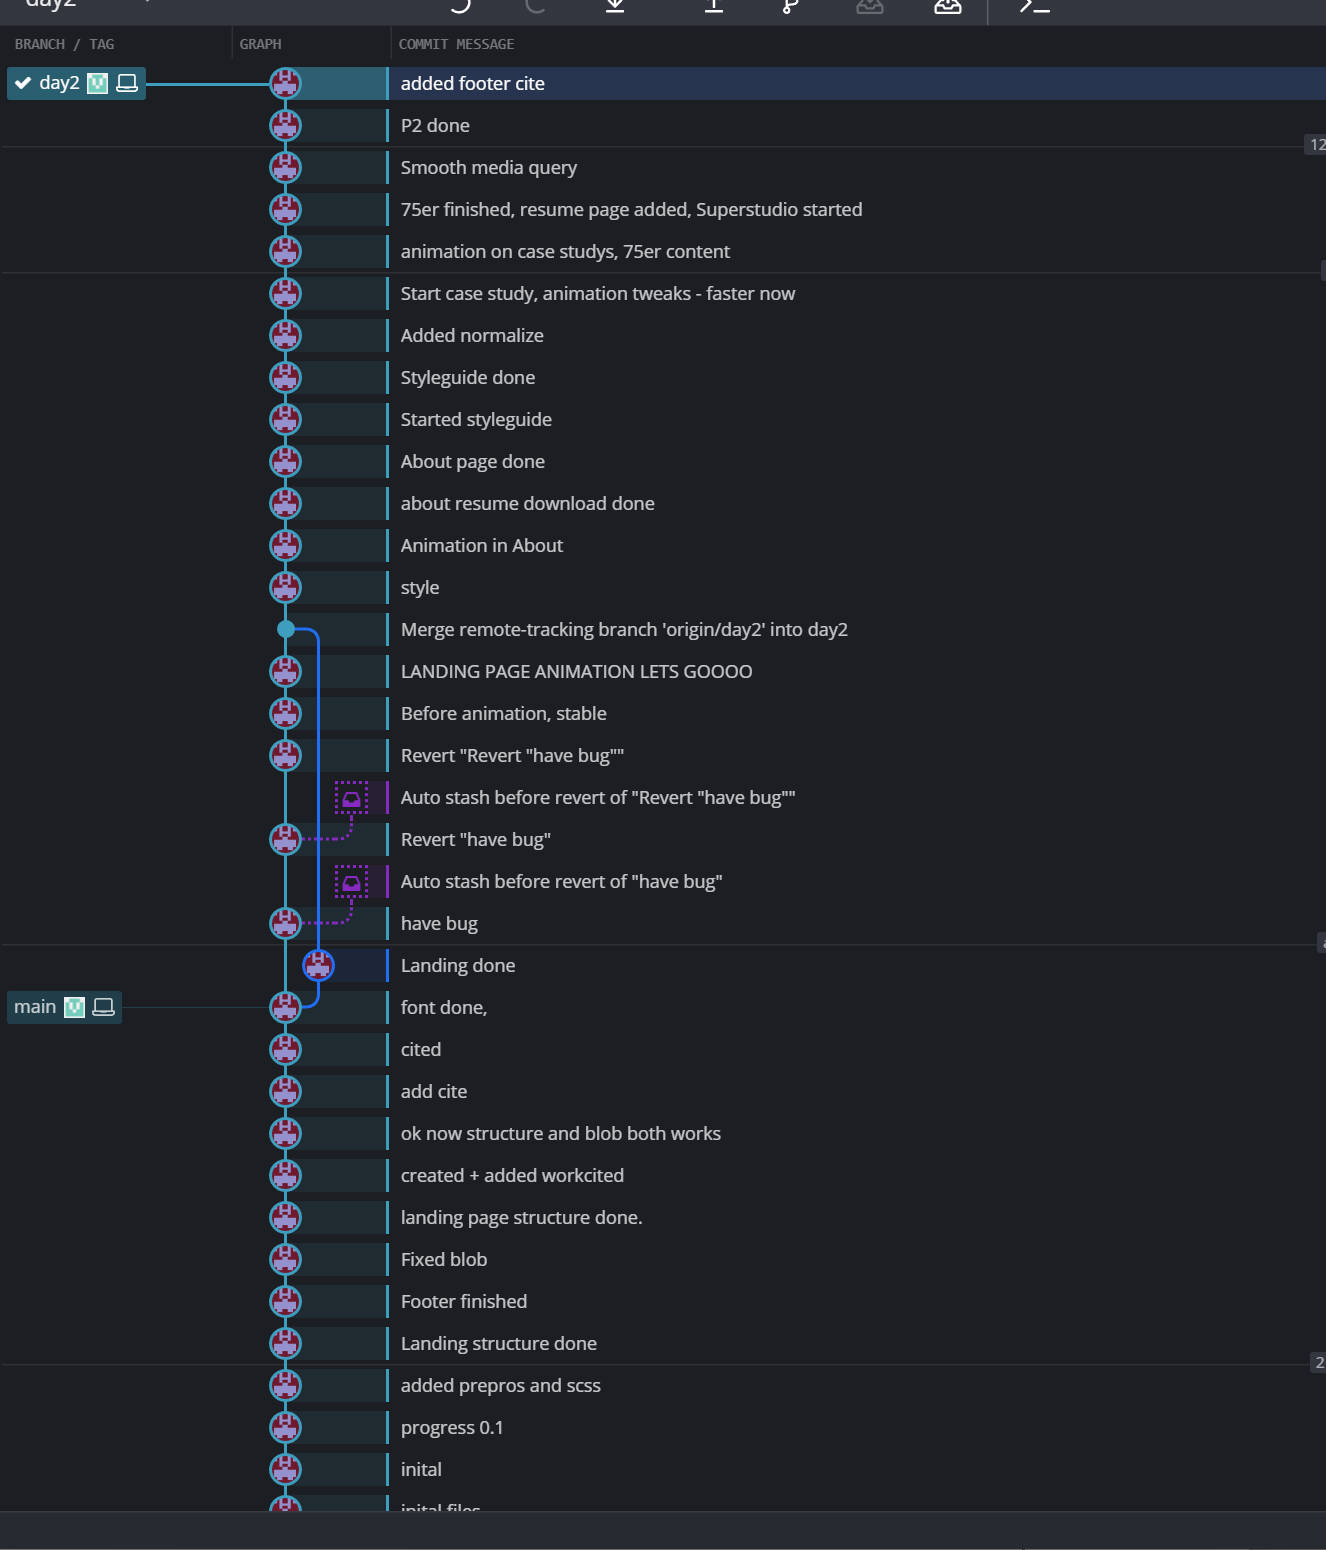 day2
BRANCH / TAG GRAPH COMMIT MESSAGE
day2 added footer cite
P2 done
12
Smooth media query
75er finished, resume page added, Superstudio started
animation on case studys, 75er content
Start case study, animation tweaks - faster now
Added normalize
Styleguide done
Started styleguide
About page done
about resume download done
Animation in About
style
Merge remote-tracking branch 'origin/day2' into day2
LANDING PAGE ANIMATION LETS GOOOO
Before animation, stable
Revert "Revert "have bug""
Auto stash before revert of "Revert "have bug""
Revert "have bug"
Auto stash before revert of "have bug"
have bug
Landing done
main font done,
cited
add cite
ok now structure and blob both works
created + added workcited
landing page structure done.
Fixed blob
Footer finished
Landing structure done
2
added prepros and scss
progress 0.1
inital
inital files